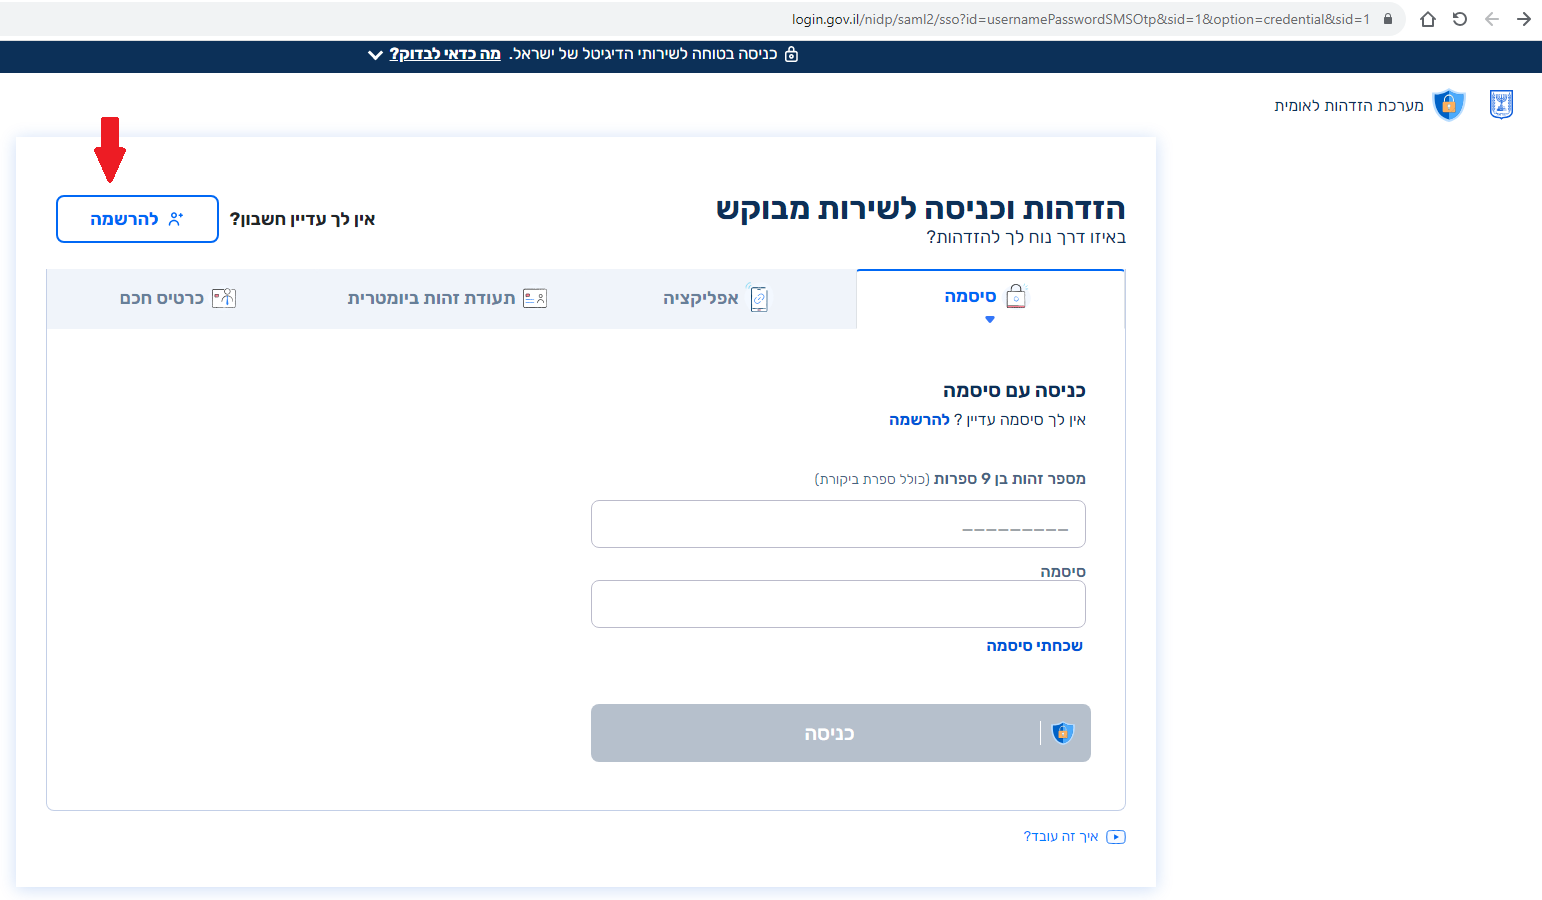 login.gov.il/nidp/saml2/sso?id=usernamePasswordSMSOtp&sid=1&option=credential&sid=1
כניסה בטוחה לשירותי הדיגיטל של ישראל. מה כדאי לבדוק?
מערכת הזדהות לאומית
הזדהות וכניסה לשירות מבוקש
באיזו דרך נוח לך להזדהות?
אין לך עדיין חשבון? להרשמה
סיסמה אפליקציה תעודת זהות ביומטרית כרטיס חכם
כניסה עם סיסמה
אין לך סיסמה עדיין ? להרשמה
מספר זהות בן 9 ספרות (כולל ספרת ביקורת)
_________
סיסמה
שכחתי סיסמה
כניסה
איך זה עובד?